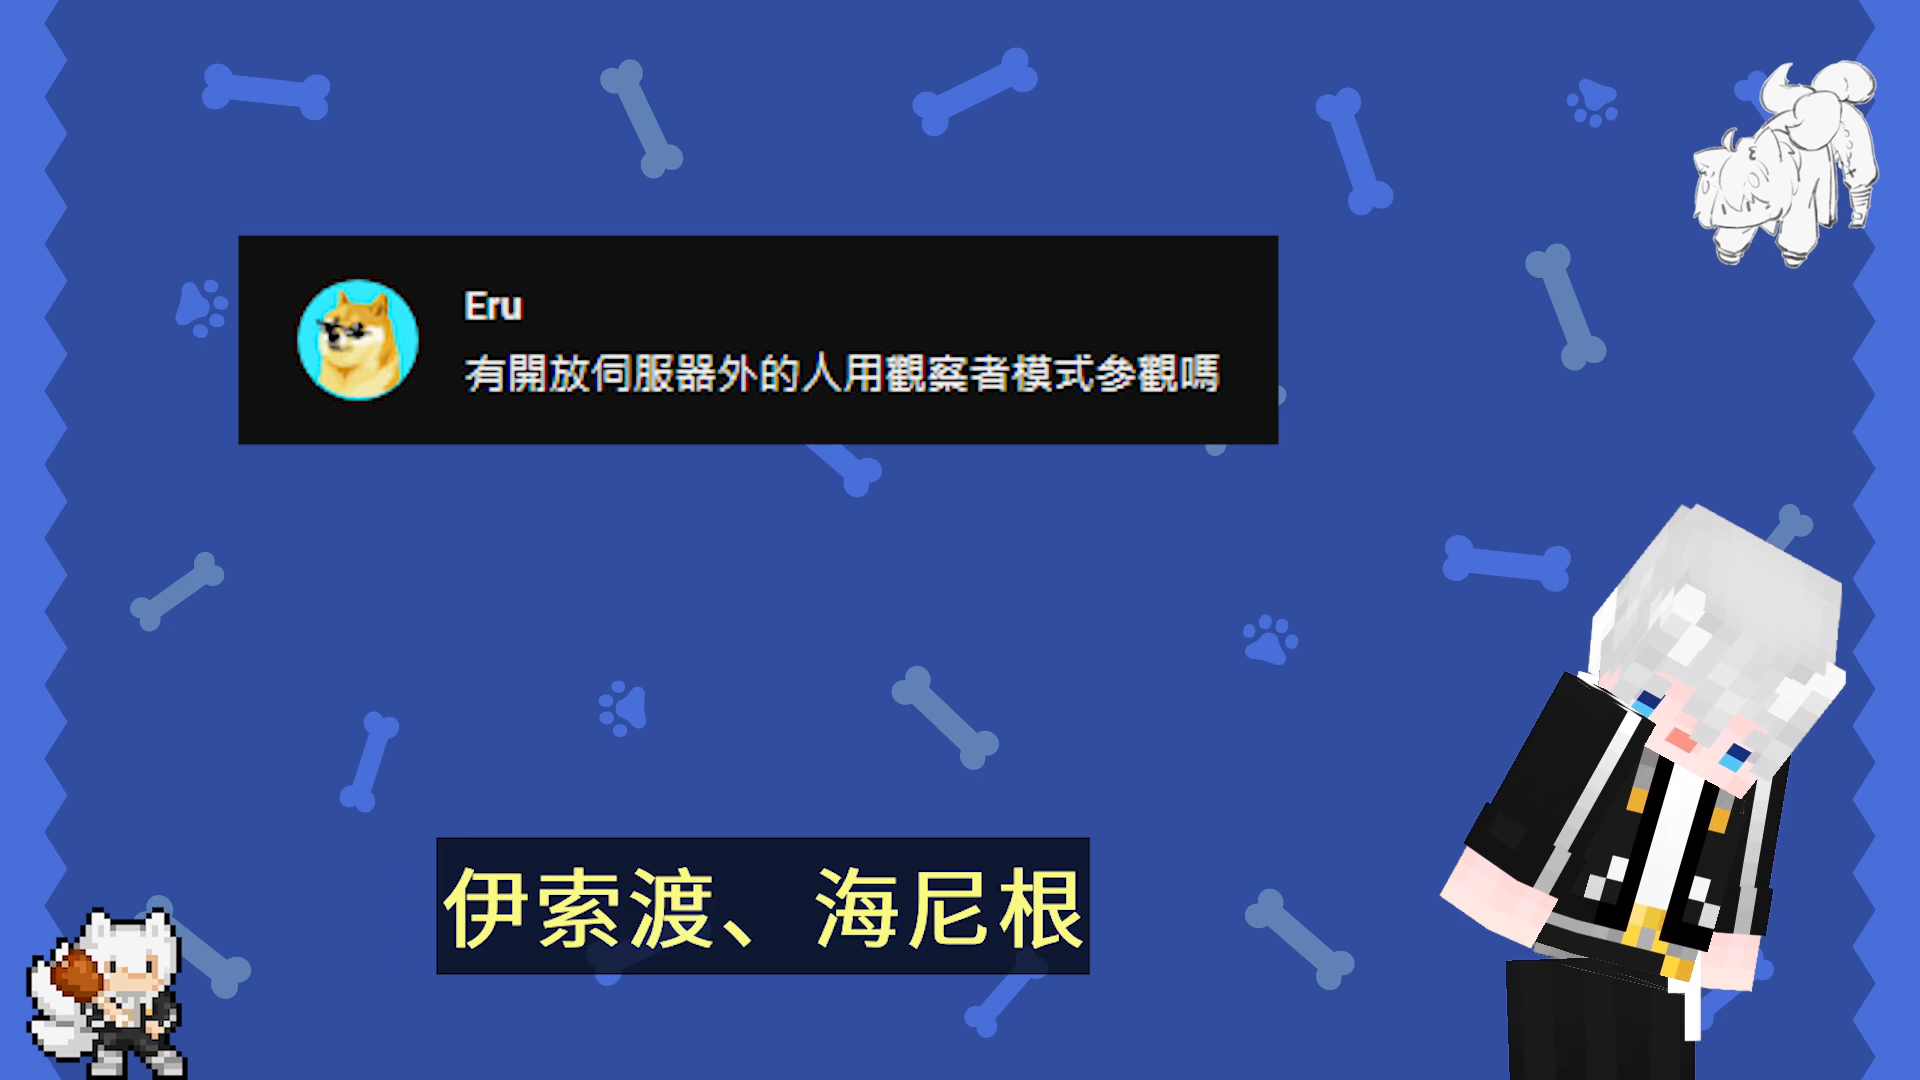 Eru
有開放伺服器外的人用觀察者模式參觀嗎
伊索渡、海尼根